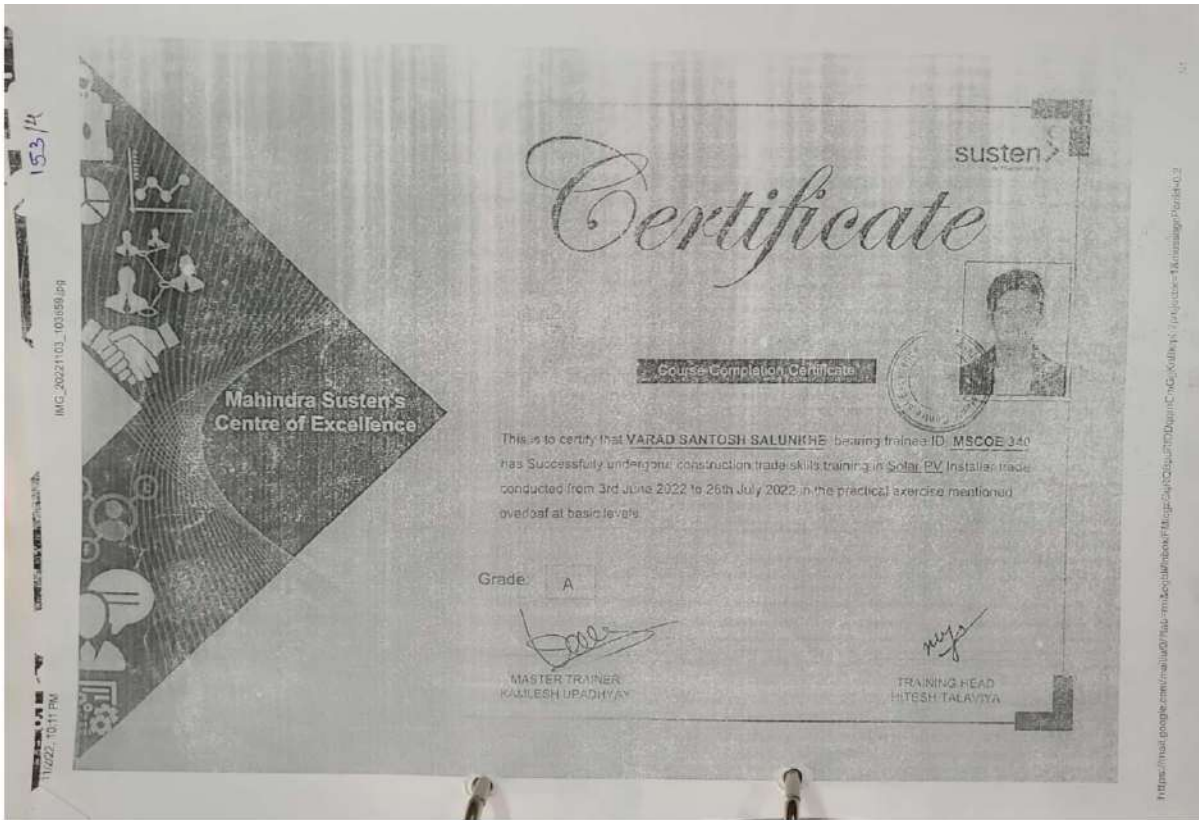 153/4
IMG_20221103_103659.jpg
11/2/22, 10:11 PM
susten
Certificate
Course Completion Certificate
Mahindra Susten's
Centre of Excellence
This is to certify that VARAD SANTOSH SALUNKHE bearing trainee ID MSCOE 340
has Successfully undergone construction trade skills training in Solar PV Installer trade
conducted from 3rd June 2022 to 26th July 2022 in the practical exercise mentioned
overleaf at basic levels.
Grade: A
MASTER TRAINER
KAMLESH UPADHYAY
TRAINING HEAD
HITESH TALAVIYA
1/1